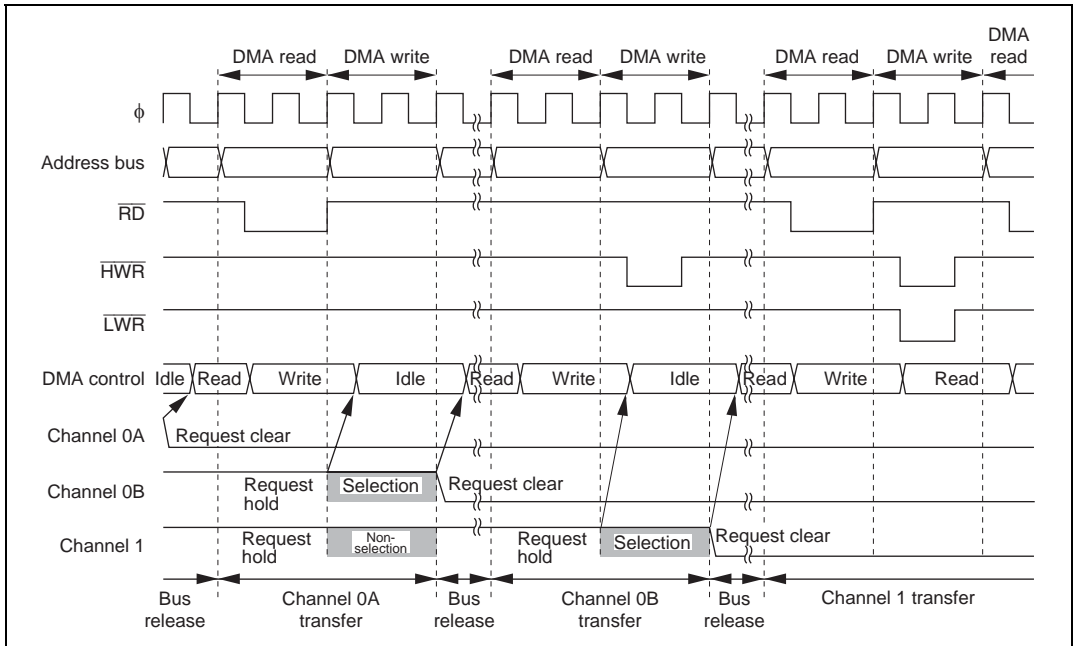 DMA read DMA write DMA read DMA write DMA read DMA write DMA read
φ
Address bus
RD
HWR
LWR
DMA control Idle Read Write Idle Read Write Idle Read Write Read
Channel 0A Request clear
Channel 0B Request hold Selection Request clear
Channel 1 Request hold Non-selection Request hold Selection Request clear
Bus release Channel 0A transfer Bus release Channel 0B transfer Bus release Channel 1 transfer